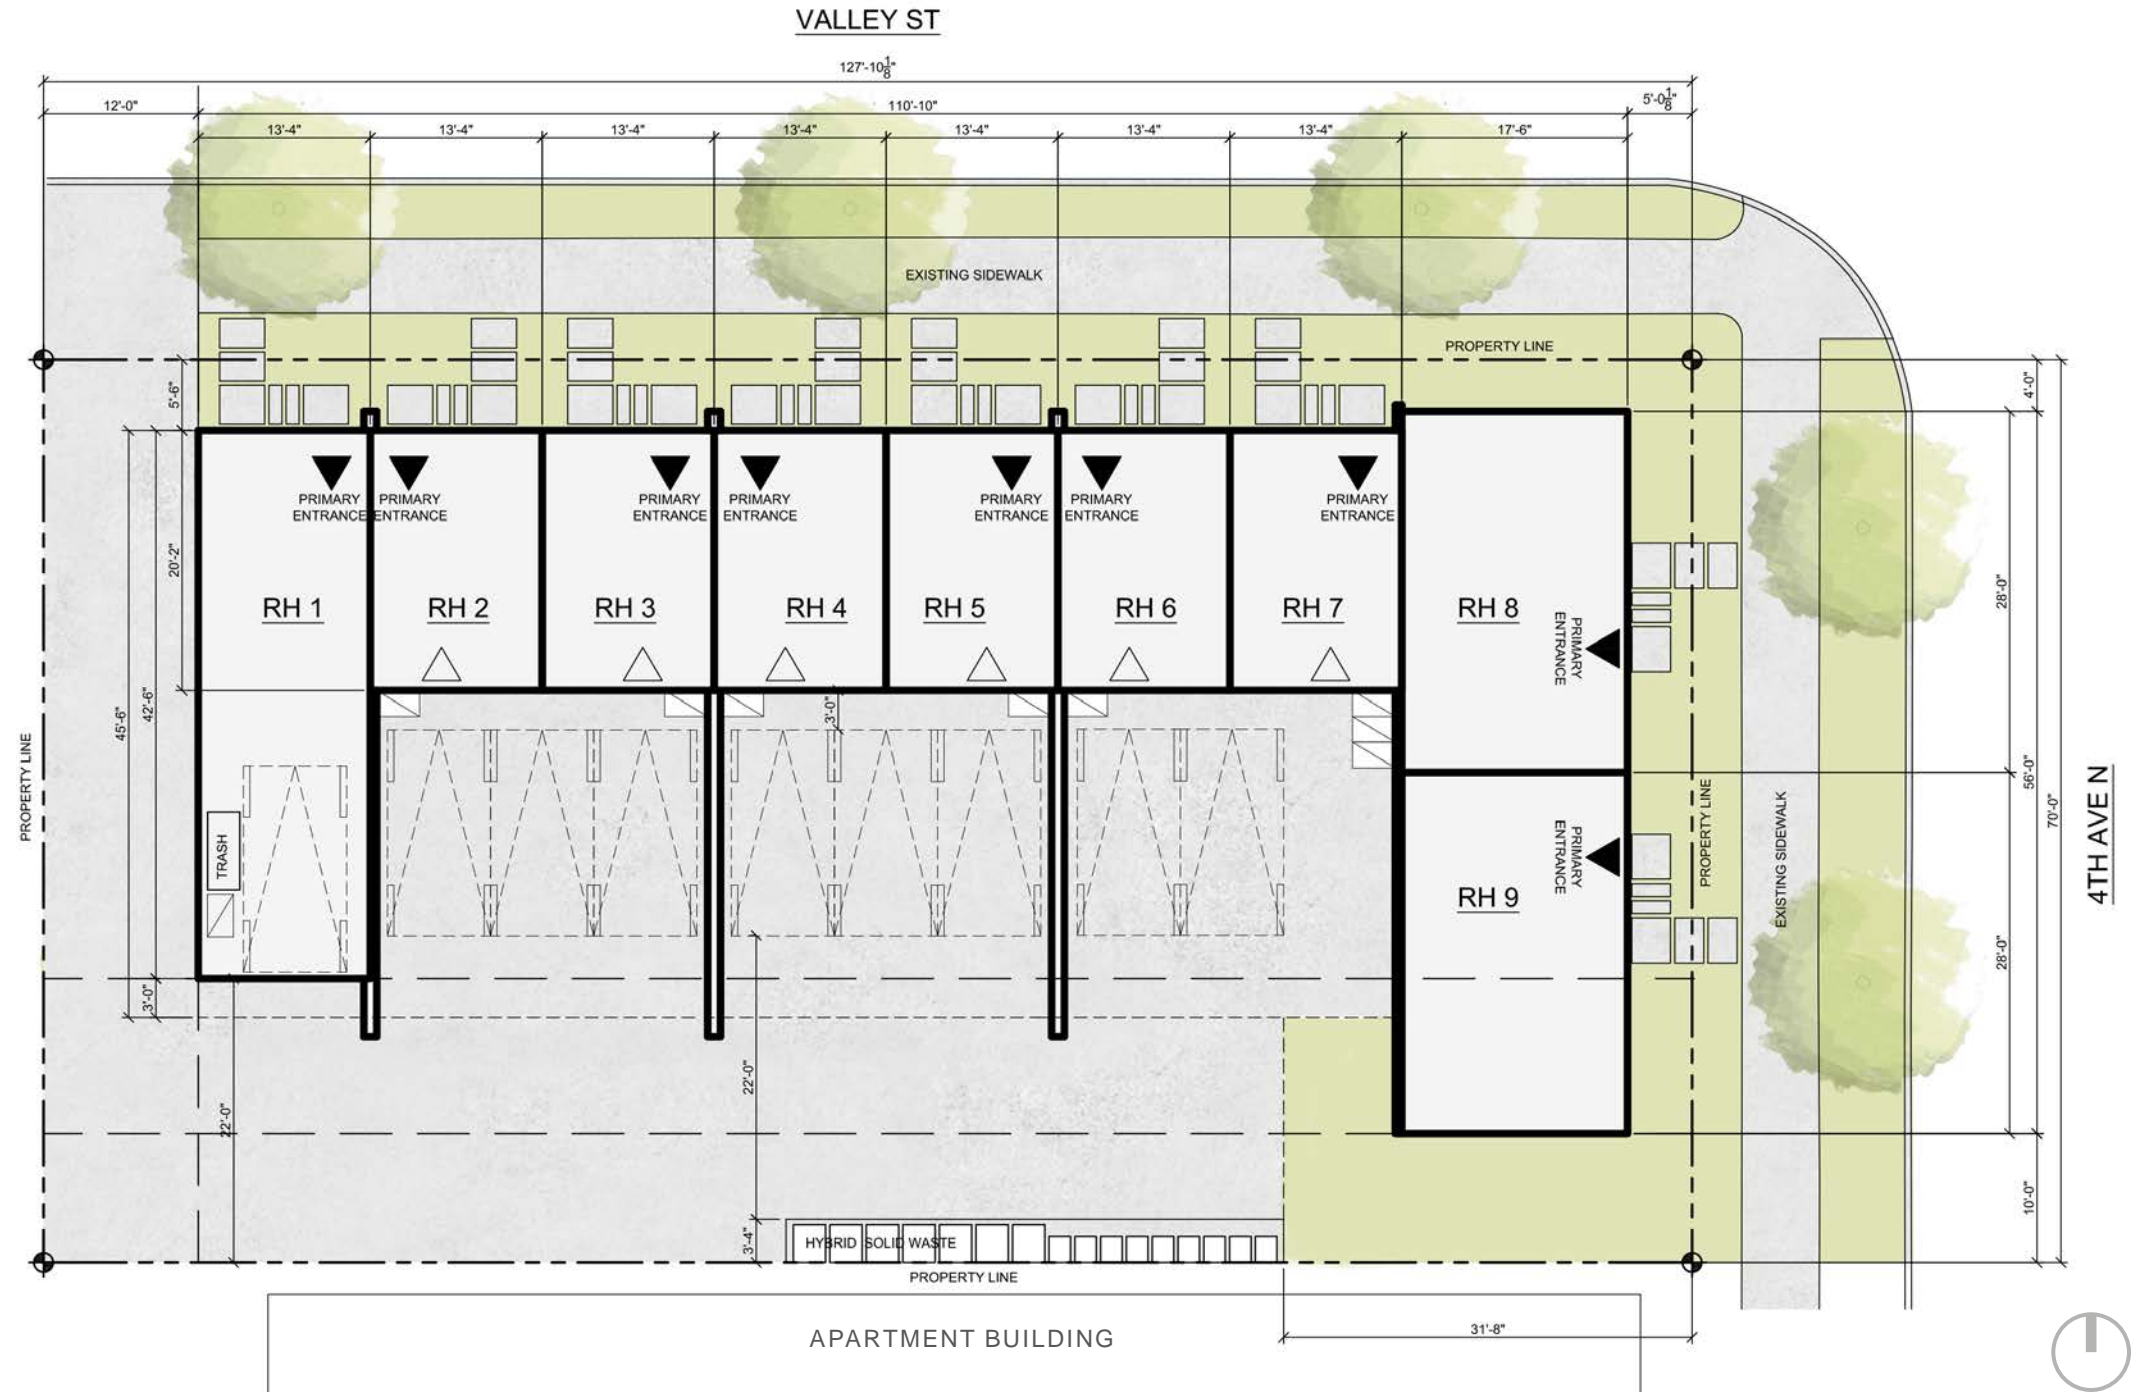 VALLEY ST
127'-10 1/8"
12'-0"
110'-10"
5'-0 1/8"
13'-4"
13'-4"
13'-4"
13'-4"
13'-4"
13'-4"
13'-4"
17'-6"
EXISTING SIDEWALK
PROPERTY LINE
5'-6"
4'-0"
PRIMARY
ENTRANCE
PRIMARY
ENTRANCE
PRIMARY
ENTRANCE
PRIMARY
ENTRANCE
PRIMARY
ENTRANCE
PRIMARY
ENTRANCE
PRIMARY
ENTRANCE
20'-2"
28'-0"
RH 1
RH 2
RH 3
RH 4
RH 5
RH 6
RH 7
RH 8
PRIMARY
ENTRANCE
45'-6"
42'-6"
3'-0"
56'-0"
70'-0"
PROPERTY LINE
TRASH
RH 9
PRIMARY
ENTRANCE
PROPERTY LINE
EXISTING SIDEWALK
4TH AVE N
28'-0"
3'-0"
22'-0"
22'-0"
10'-0"
3'-4"
HYBRID SOLID WASTE
PROPERTY LINE
31'-8"
APARTMENT BUILDING